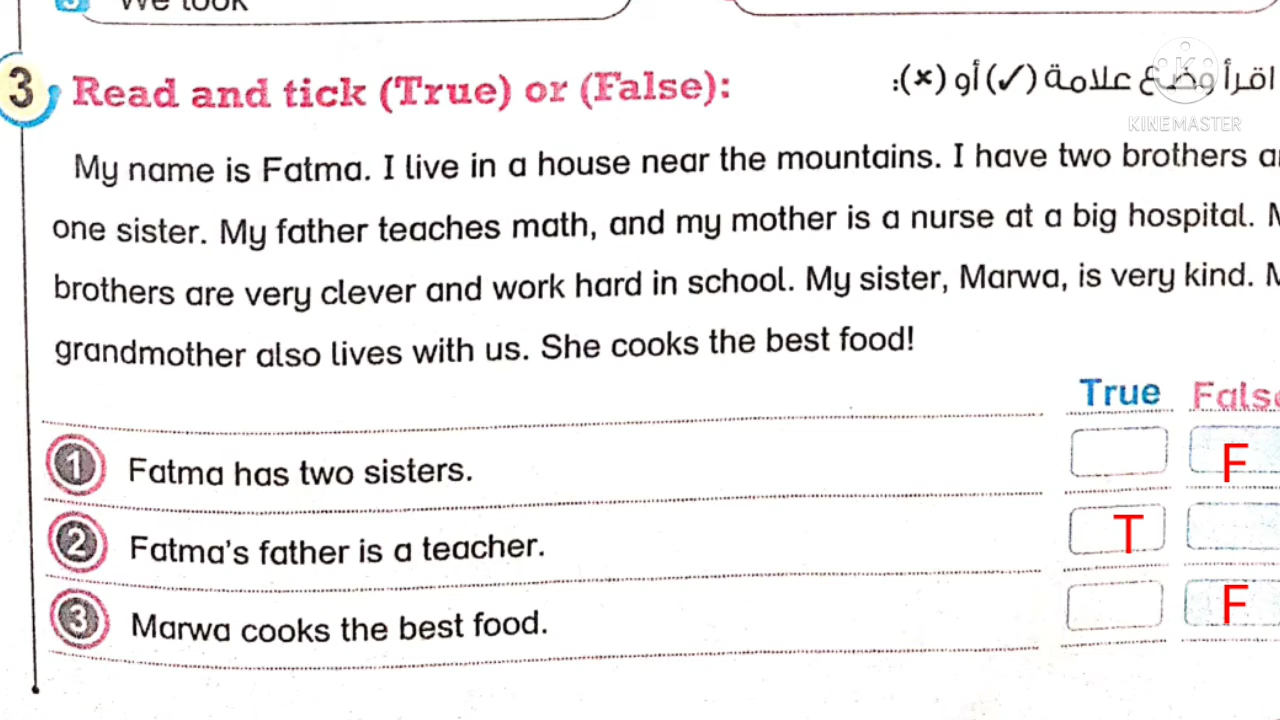 We took
3 Read and tick (True) or (False): اقرأ وضع علامة (✓) أو (×):
KINEMASTER
My name is Fatma. I live in a house near the mountains. I have two brothers
one sister. My father teaches math, and my mother is a nurse at a big hospital.
brothers are very clever and work hard in school. My sister, Marwa, is very kind.
grandmother also lives with us. She cooks the best food!
True False
1 Fatma has two sisters. F
2 Fatma's father is a teacher. T
3 Marwa cooks the best food. F